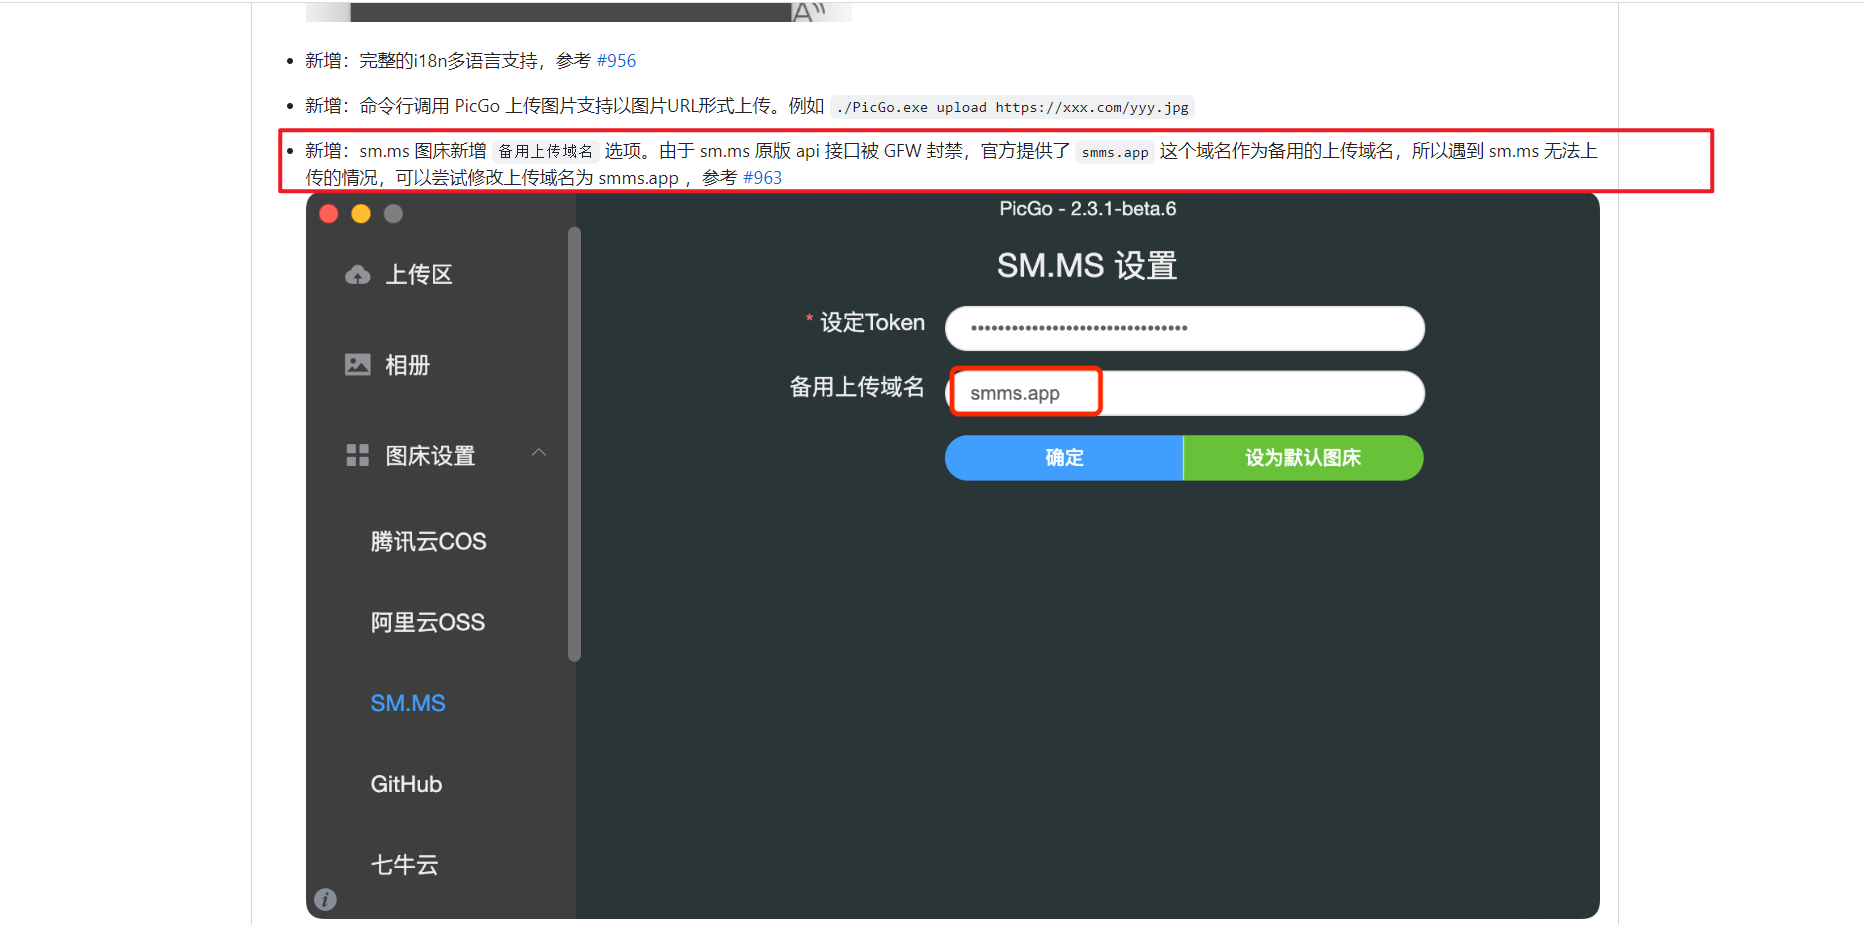 A))
新增：完整的i18n多语言支持，参考 #956
新增：命令行调用 PicGo 上传图片支持以图片URL形式上传。例如 ./PicGo.exe upload https://xxx.com/yyy.jpg
新增：sm.ms 图床新增 备用上传域名 选项。由于 sm.ms 原版 api 接口被 GFW 封禁，官方提供了 smms.app 这个域名作为备用的上传域名，所以遇到 sm.ms 无法上
传的情况，可以尝试修改上传域名为 smms.app ，参考 #963
PicGo - 2.3.1-beta.6
上传区
相册
图床设置
腾讯云COS
阿里云OSS
SM.MS
GitHub
七牛云
SM.MS 设置
* 设定Token
••••••••••••••••••••••••••••••••
备用上传域名
smms.app
确定
设为默认图床